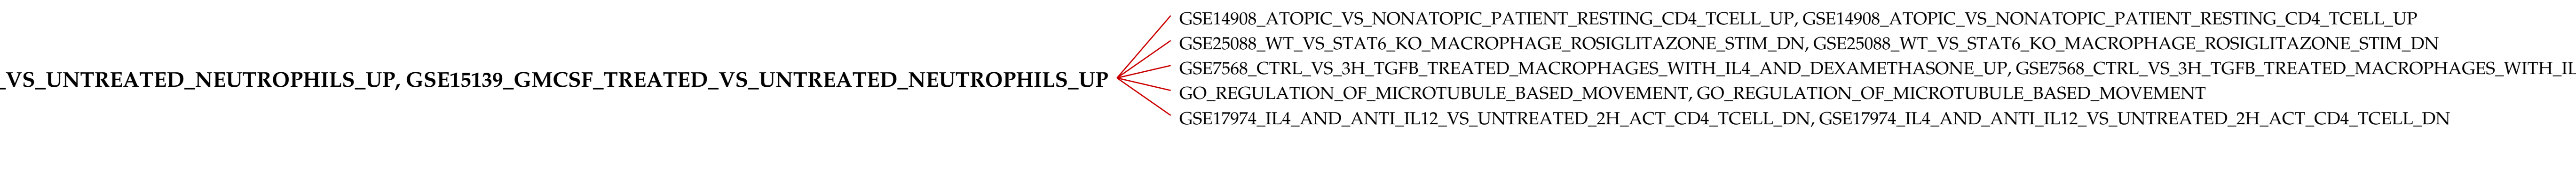 GSE14908_ATOPIC_VS_NONATOPIC_PATIENT_RESTING_CD4_TCELL_UP, GSE14908_ATOPIC_VS_NONATOPIC_PATIENT_RESTING_CD4_TCELL_UP
GSE25088_WT_VS_STAT6_KO_MACROPHAGE_ROSIGLITAZONE_STIM_DN, GSE25088_WT_VS_STAT6_KO_MACROPHAGE_ROSIGLITAZONE_STIM_DN
GSE7568_CTRL_VS_3H_TGFB_TREATED_MACROPHAGES_WITH_IL4_AND_DEXAMETHASONE_UP, GSE7568_CTRL_VS_3H_TGFB_TREATED_MACROPHAGES_WITH_IL
_VS_UNTREATED_NEUTROPHILS_UP, GSE15139_GMCSF_TREATED_VS_UNTREATED_NEUTROPHILS_UP
GO_REGULATION_OF_MICROTUBULE_BASED_MOVEMENT, GO_REGULATION_OF_MICROTUBULE_BASED_MOVEMENT
GSE17974_IL4_AND_ANTI_IL12_VS_UNTREATED_2H_ACT_CD4_TCELL_DN, GSE17974_IL4_AND_ANTI_IL12_VS_UNTREATED_2H_ACT_CD4_TCELL_DN